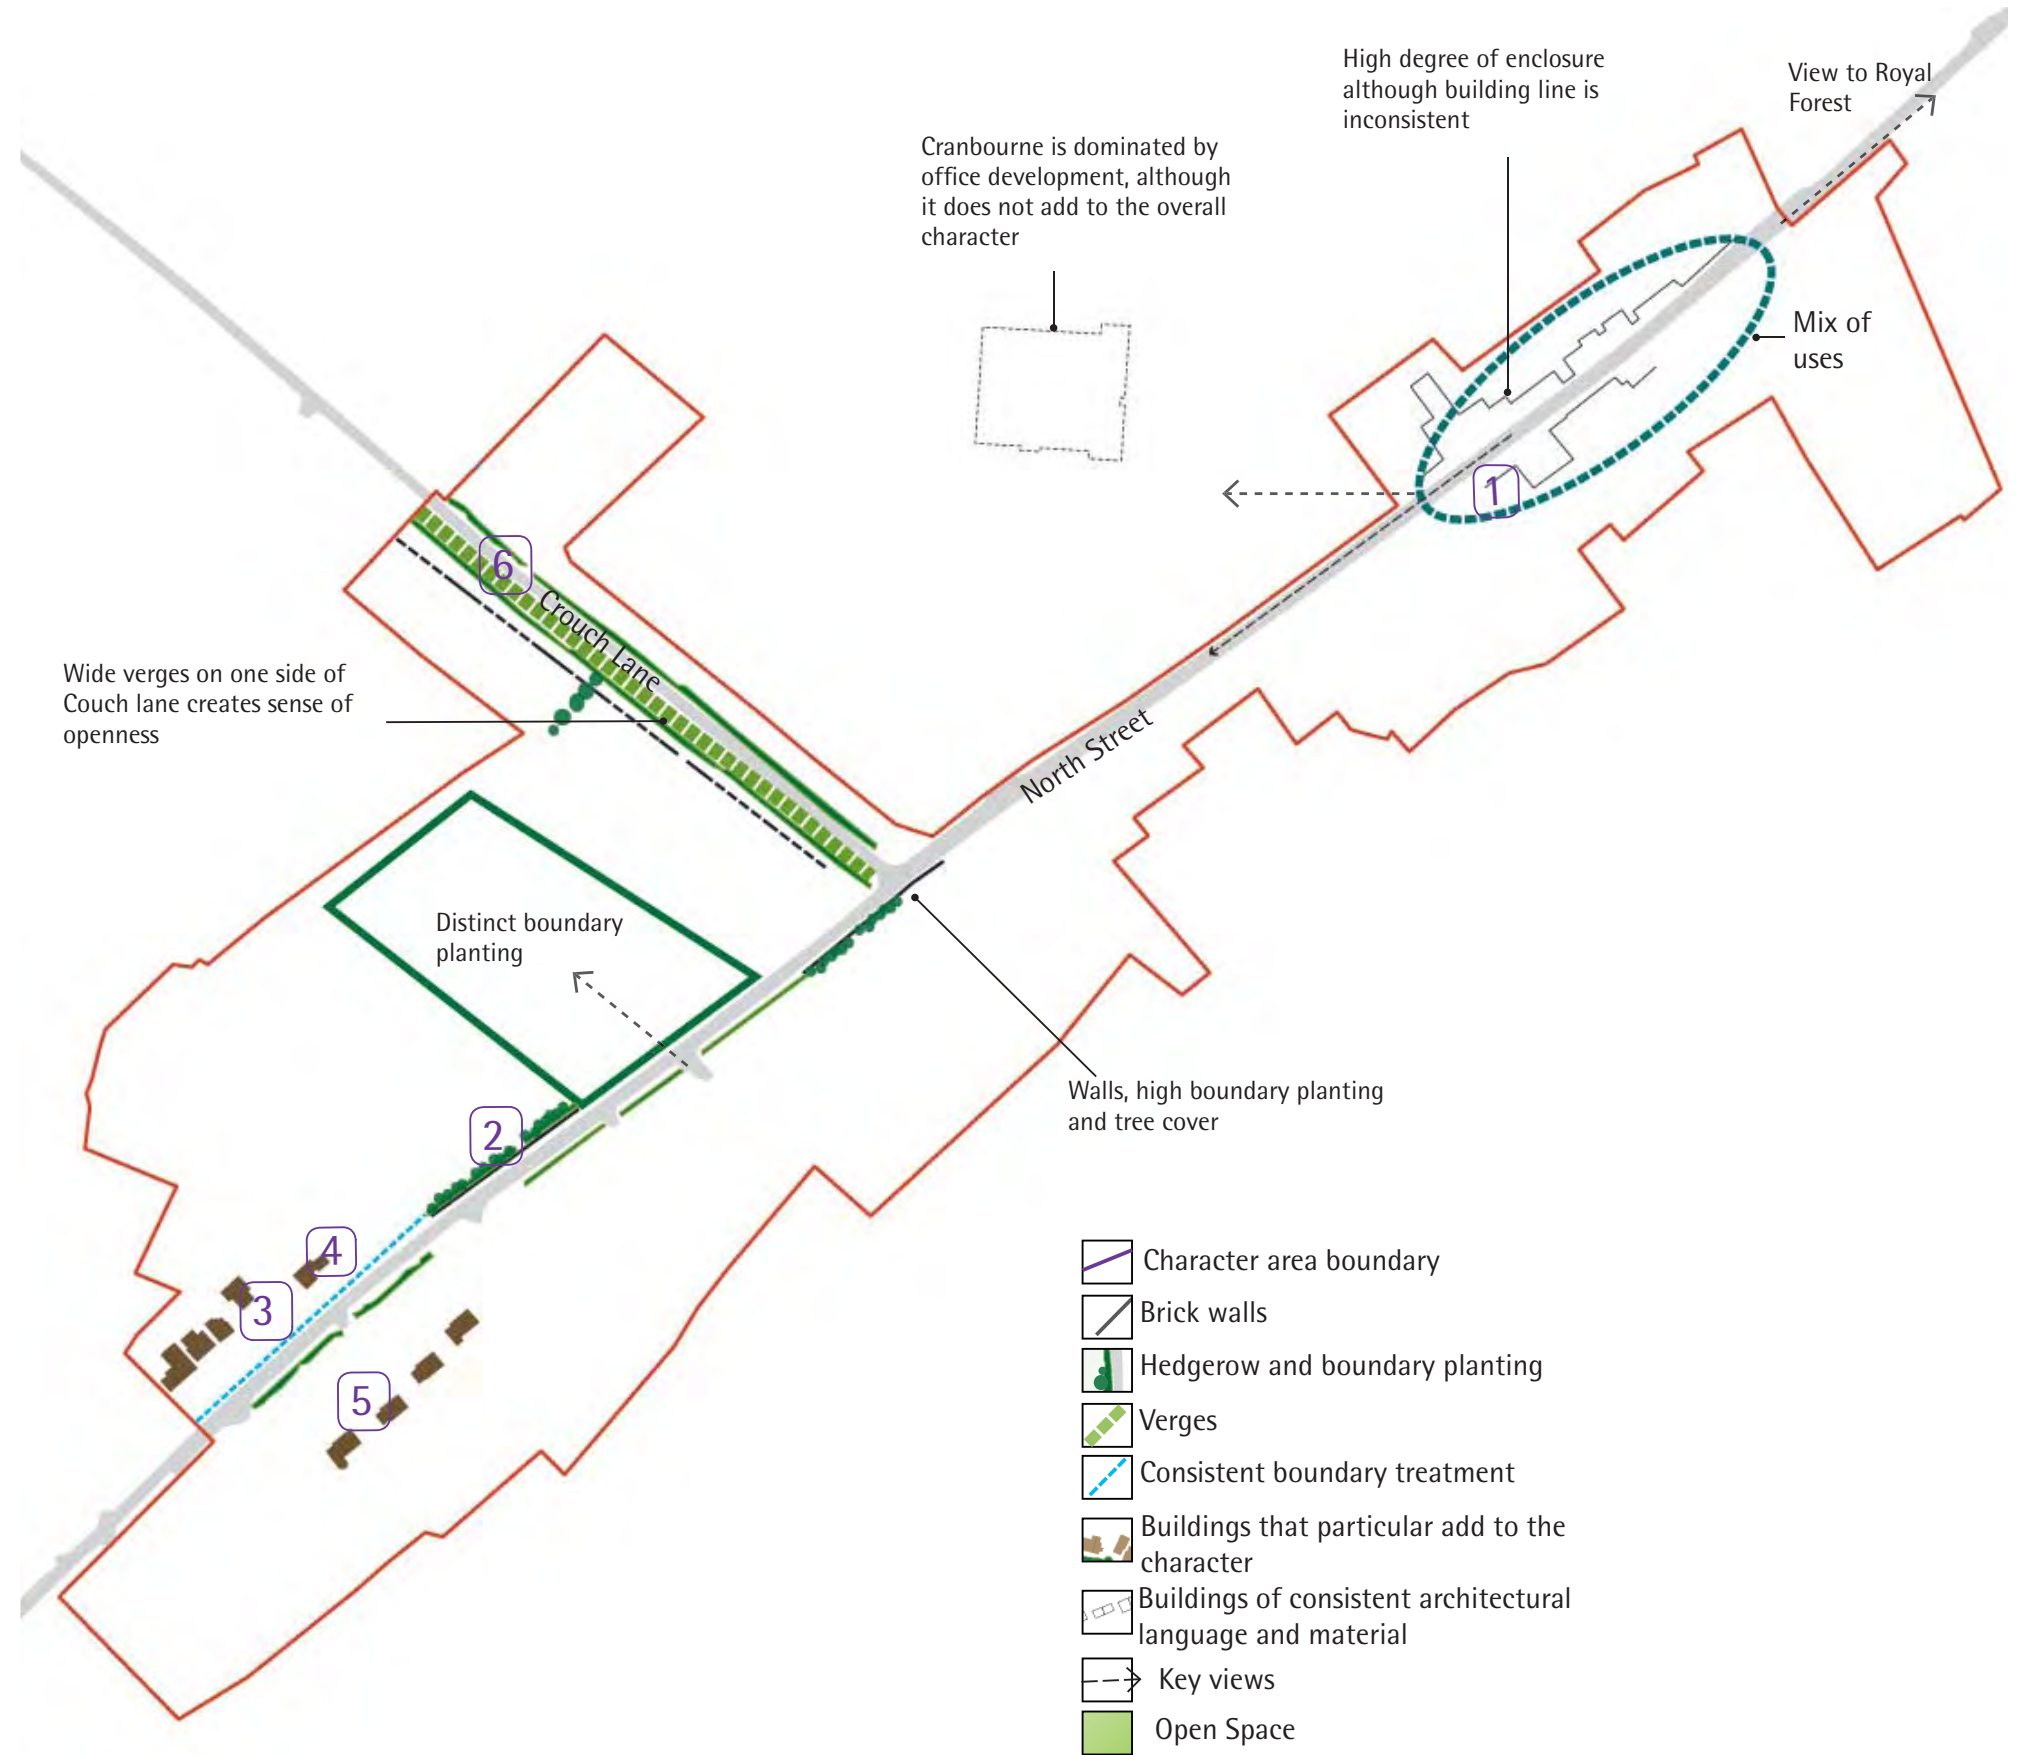 High degree of enclosure
although building line is
inconsistent
View to Royal
Forest
Cranbourne is dominated by
office development, although
it does not add to the overall
character
Mix of
uses
1
6
Crouch Lane
Wide verges on one side of
Couch lane creates sense of
openness
North Street
Distinct boundary
planting
Walls, high boundary planting
and tree cover
2
4
3
5
Character area boundary
Brick walls
Hedgerow and boundary planting
Verges
Consistent boundary treatment
Buildings that particular add to the
character
Buildings of consistent architectural
language and material
Key views
Open Space